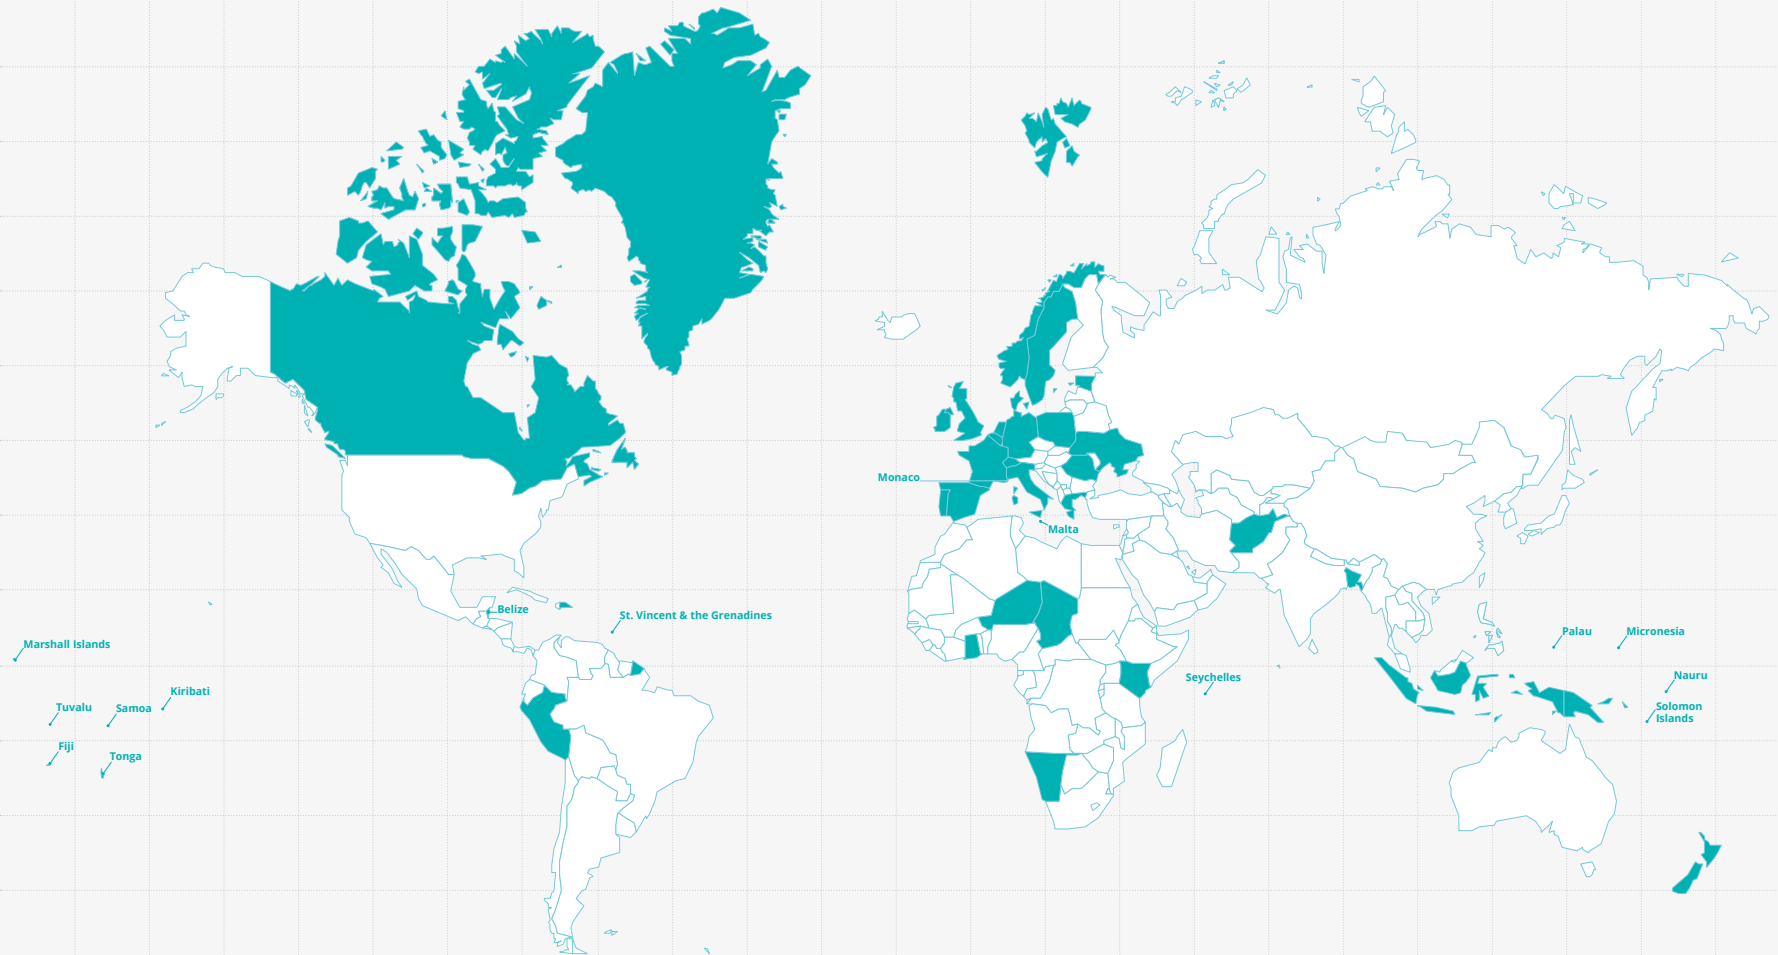 Monaco
Malta
Belize
St. Vincent & the Grenadines
Marshall Islands
Palau
Micronesia
Seychelles
Nauru
Kiribati
Tuvalu
Samoa
Solomon
Islands
Fiji
Tonga